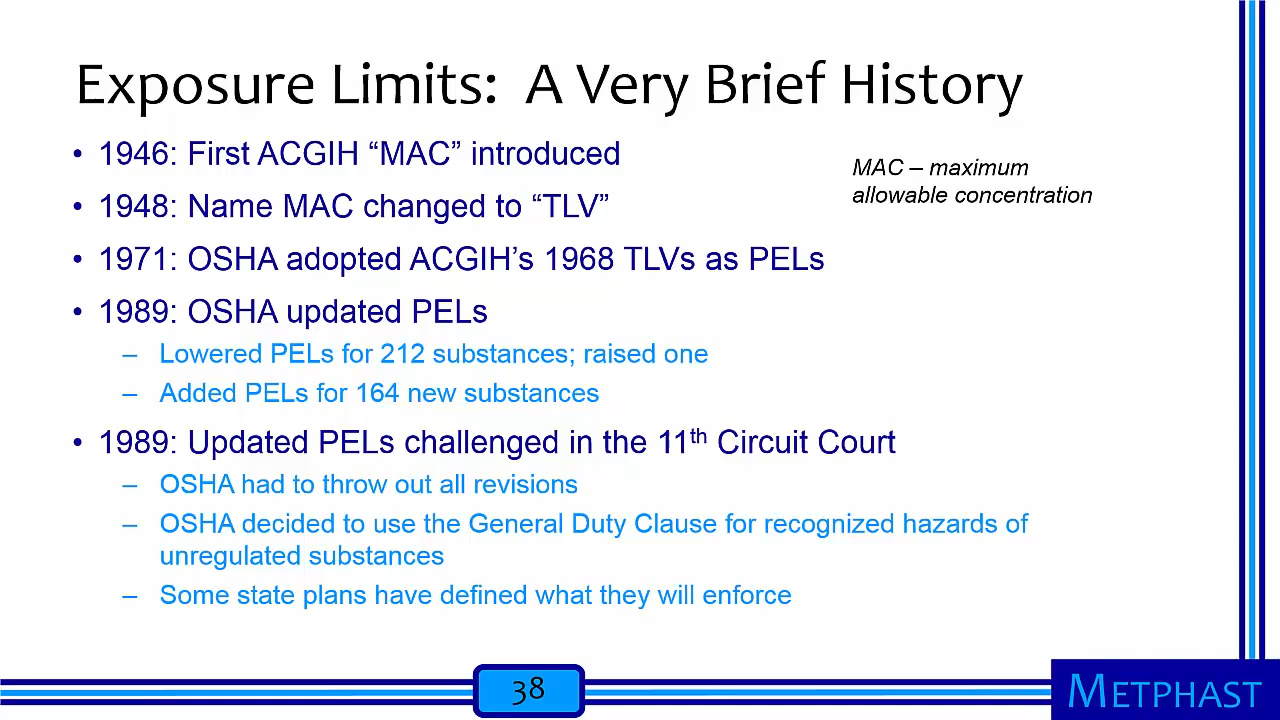 Exposure Limits: A Very Brief History
• 1946: First ACGIH “MAC” introduced
MAC – maximum
allowable concentration
• 1948: Name MAC changed to “TLV”
• 1971: OSHA adopted ACGIH’s 1968 TLVs as PELs
• 1989: OSHA updated PELs
– Lowered PELs for 212 substances; raised one
– Added PELs for 164 new substances
• 1989: Updated PELs challenged in the 11th Circuit Court
– OSHA had to throw out all revisions
– OSHA decided to use the General Duty Clause for recognized hazards of
unregulated substances
– Some state plans have defined what they will enforce
38
METPHAST